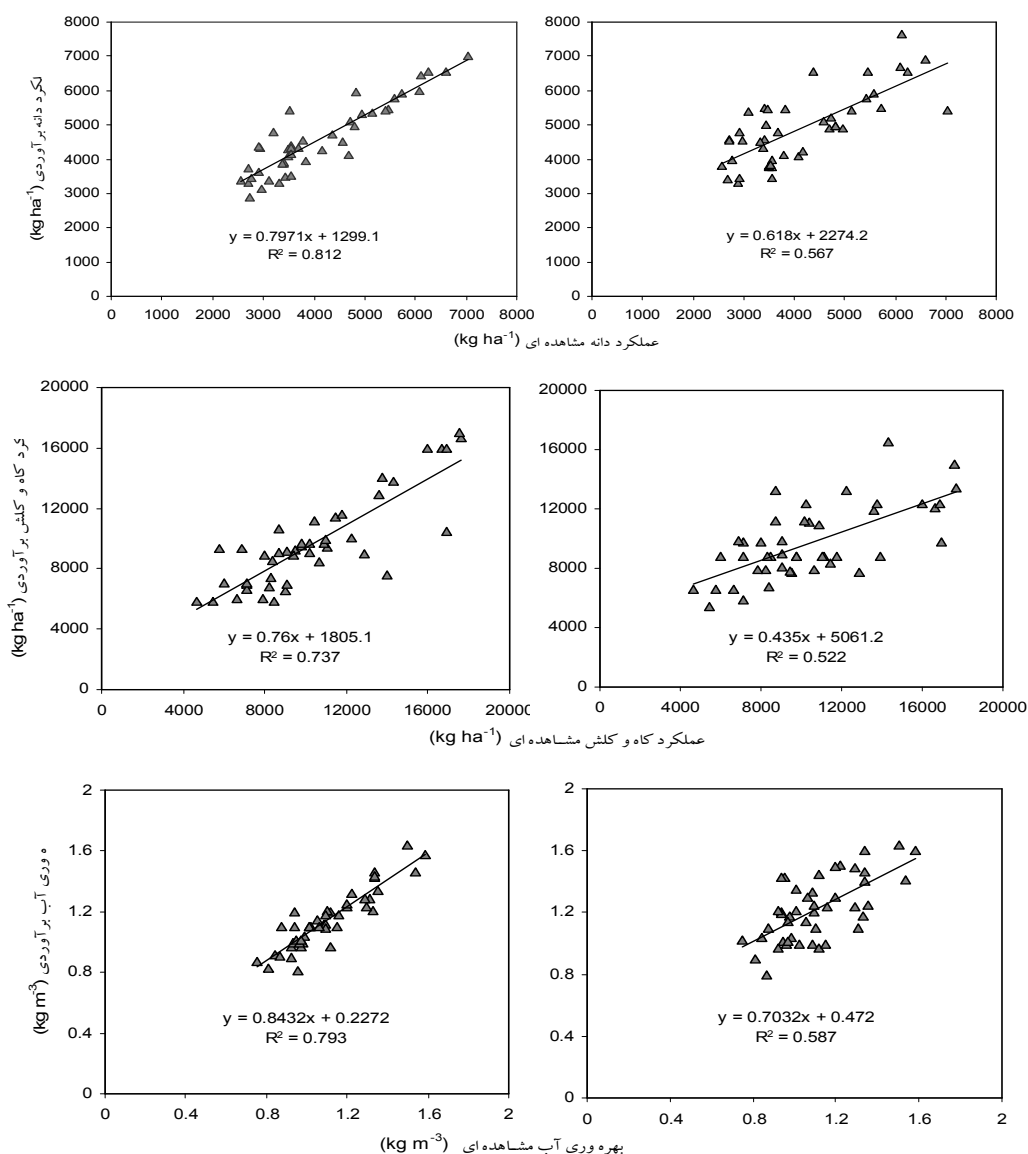 8000
7000
6000
5000
4000
3000
2000
1000
0
0 1000 2000 3000 4000 5000 6000 7000 8000
لکرد دانه برآوردی (kg ha-1)
y = 0.7971x + 1299.1
R² = 0.812
8000
7000
6000
5000
4000
3000
2000
1000
0
0 1000 2000 3000 4000 5000 6000 7000 8000
y = 0.618x + 2274.2
R² = 0.567
عملکرد دانه مشاهده ای (kg ha-1)
20000
16000
12000
8000
4000
0
0 4000 8000 12000 16000 20000
کرد کاه و کلش برآوردی (kg ha-1)
y = 0.76x + 1805.1
R² = 0.737
20000
16000
12000
8000
4000
0
0 4000 8000 12000 16000 20000
y = 0.435x + 5061.2
R² = 0.522
عملکرد کاه و کلش مشاهده ای (kg ha-1)
2
1.6
1.2
0.8
0.4
0
0 0.4 0.8 1.2 1.6 2
ه وری آب برآوردی (kg m-3)
y = 0.8432x + 0.2272
R² = 0.793
2
1.6
1.2
0.8
0.4
0
0 0.4 0.8 1.2 1.6 2
y = 0.7032x + 0.472
R² = 0.587
بهره وری آب مشاهده ای (kg m-3)